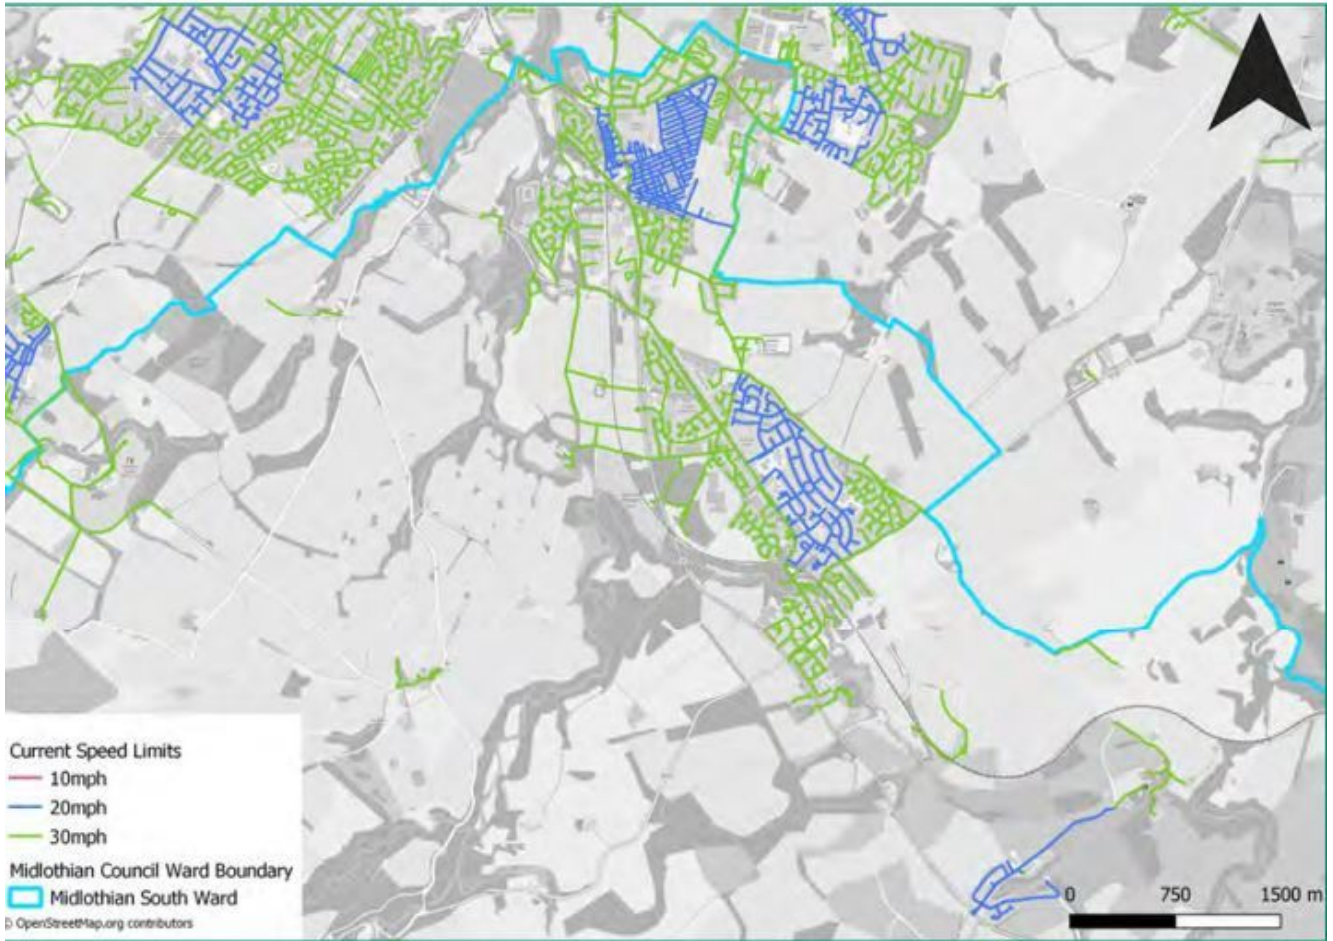 Current Speed Limits
10mph
20mph
30mph
Midlothian Council Ward Boundary
Midlothian South Ward
© OpenStreetMap.org contributors
0 750 1500 m